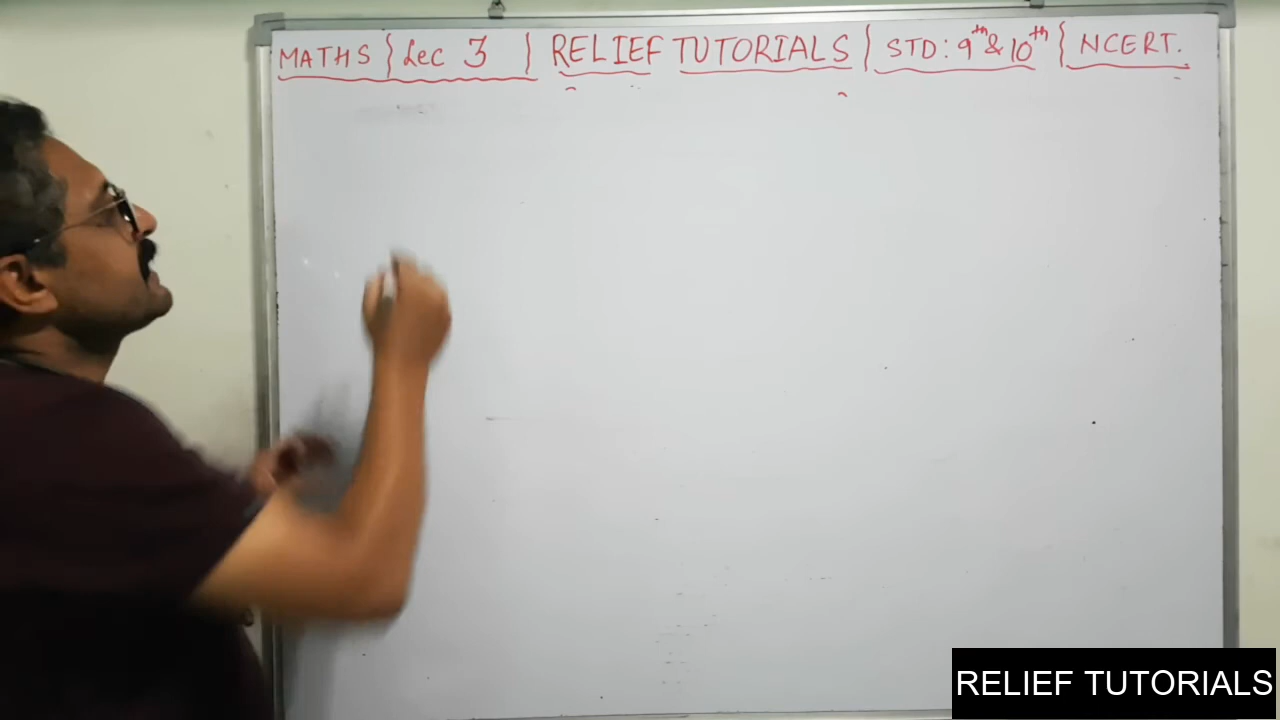 MATHS | Lec 3 | RELIEF TUTORIALS | STD: 9th & 10th | NCERT.
RELIEF TUTORIALS